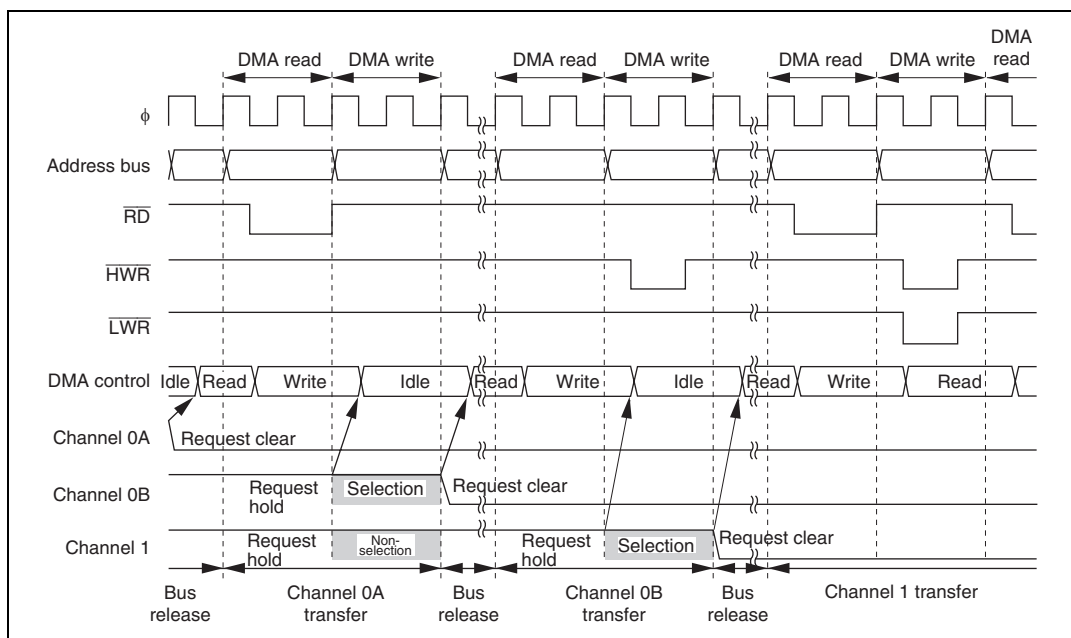 DMA
read
DMA read DMA write DMA read DMA write DMA read DMA write
ϕ
Address bus
RD
HWR
LWR
DMA control Idle Read Write Idle Read Write Idle Read Write Read
Channel 0A Request clear
Channel 0B Request hold Selection Request clear
Channel 1 Request hold Non-selection Request hold Selection Request clear
Bus release Channel 0A transfer Bus release Channel 0B transfer Bus release Channel 1 transfer